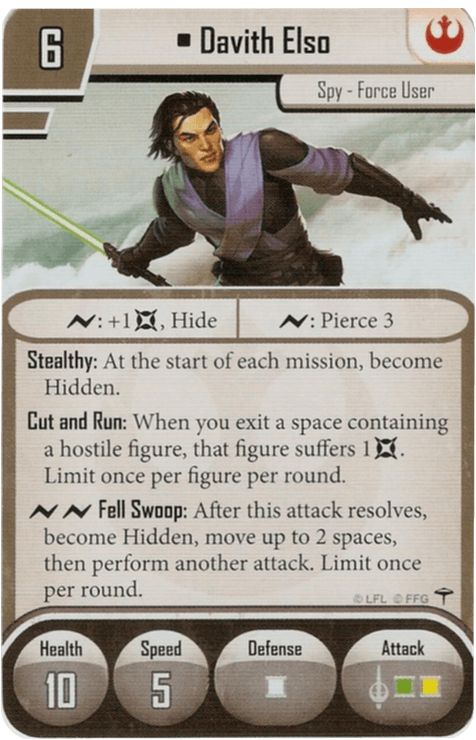 6
Davith Elso
Spy - Force User
: +1, Hide
: Pierce 3
Stealthy: At the start of each mission, become
Hidden.
Cut and Run: When you exit a space containing
a hostile figure, that figure suffers 1.
Limit once per figure per round.
Fell Swoop: After this attack resolves,
become Hidden, move up to 2 spaces,
then perform another attack. Limit once
per round.
© LFL © FFG
Health
Speed
Defense
Attack
10
5